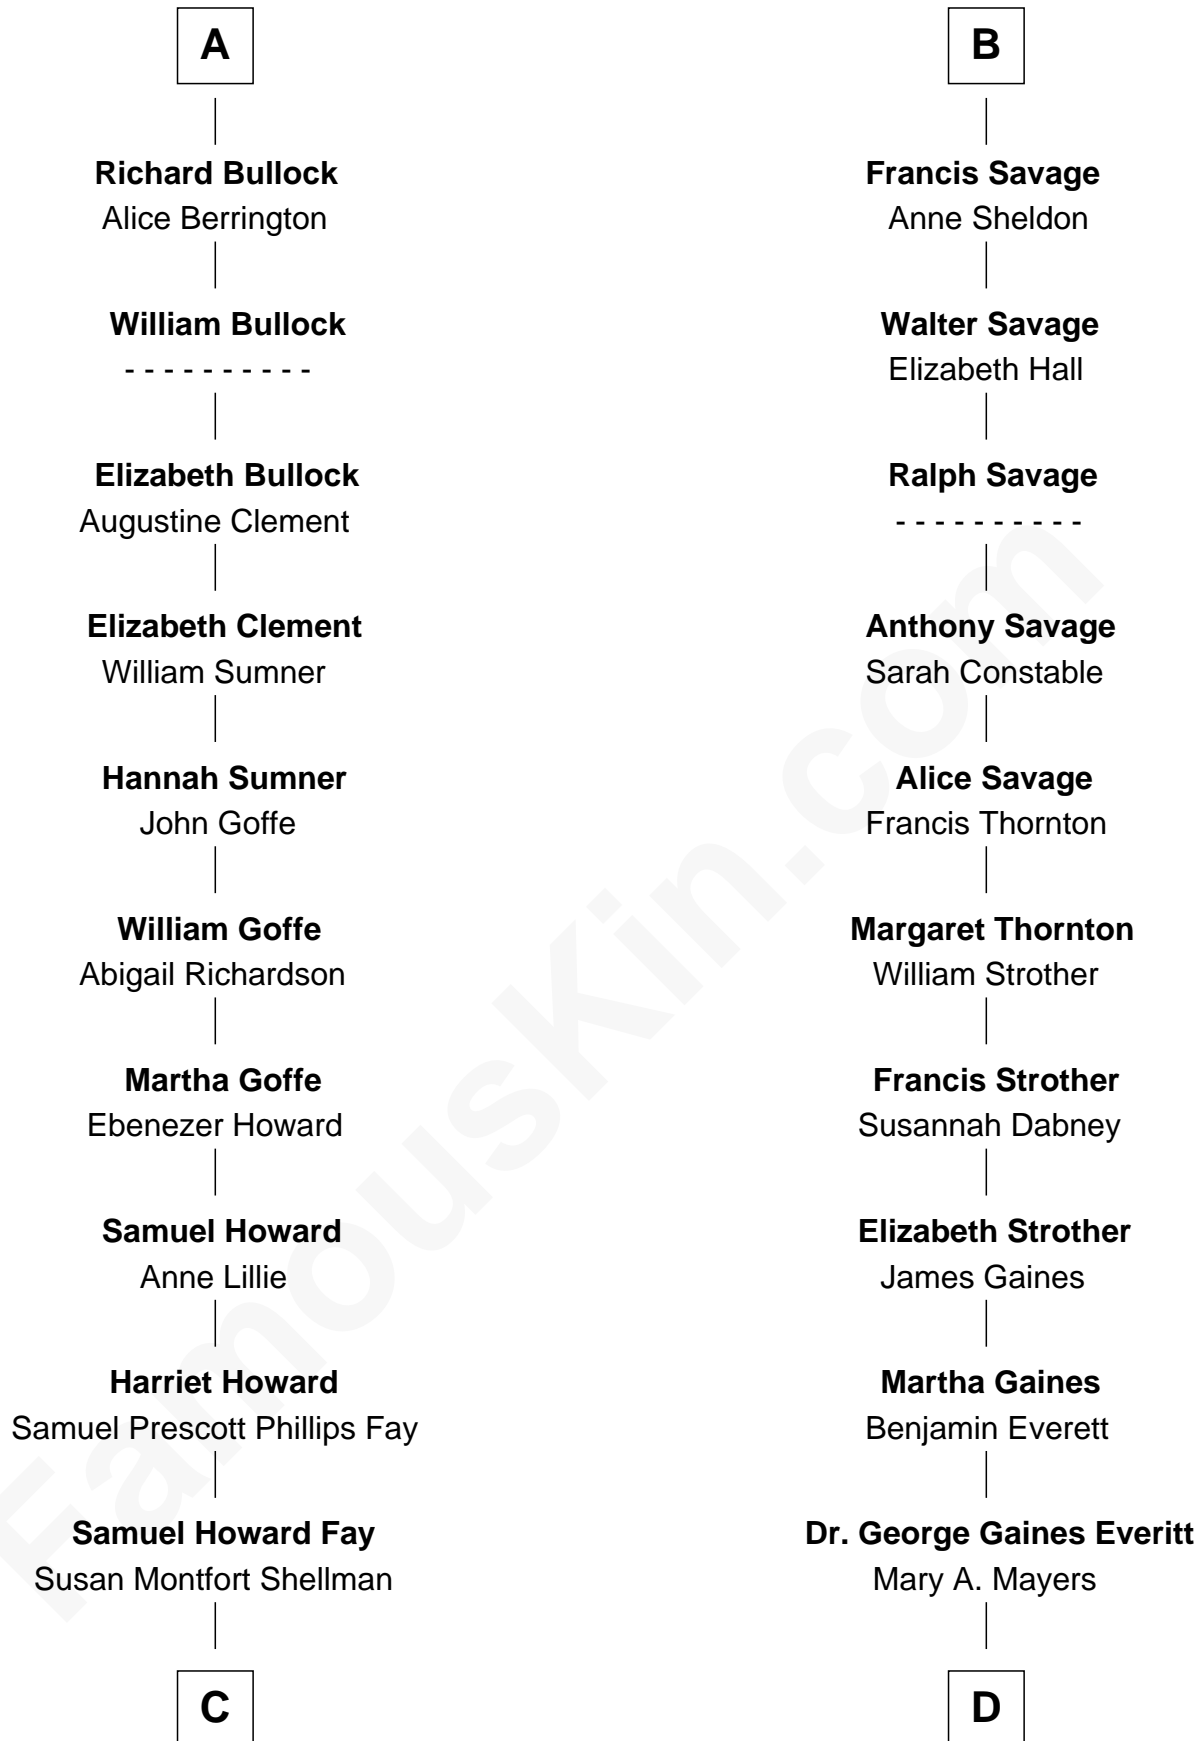 A
Richard Bullock
Alice Berrington
William Bullock
- - - - - - - - - -
Elizabeth Bullock
Augustine Clement
Elizabeth Clement
William Sumner
Hannah Sumner
John Goffe
William Goffe
Abigail Richardson
Martha Goffe
Ebenezer Howard
Samuel Howard
Anne Lillie
Harriet Howard
Samuel Prescott Phillips Fay
Samuel Howard Fay
Susan Montfort Shellman
C
B
Francis Savage
Anne Sheldon
Walter Savage
Elizabeth Hall
Ralph Savage
- - - - - - - - - -
Anthony Savage
Sarah Constable
Alice Savage
Francis Thornton
Margaret Thornton
William Strother
Francis Strother
Susannah Dabney
Elizabeth Strother
James Gaines
Martha Gaines
Benjamin Everett
Dr. George Gaines Everitt
Mary A. Mayers
D
FamousKin.com